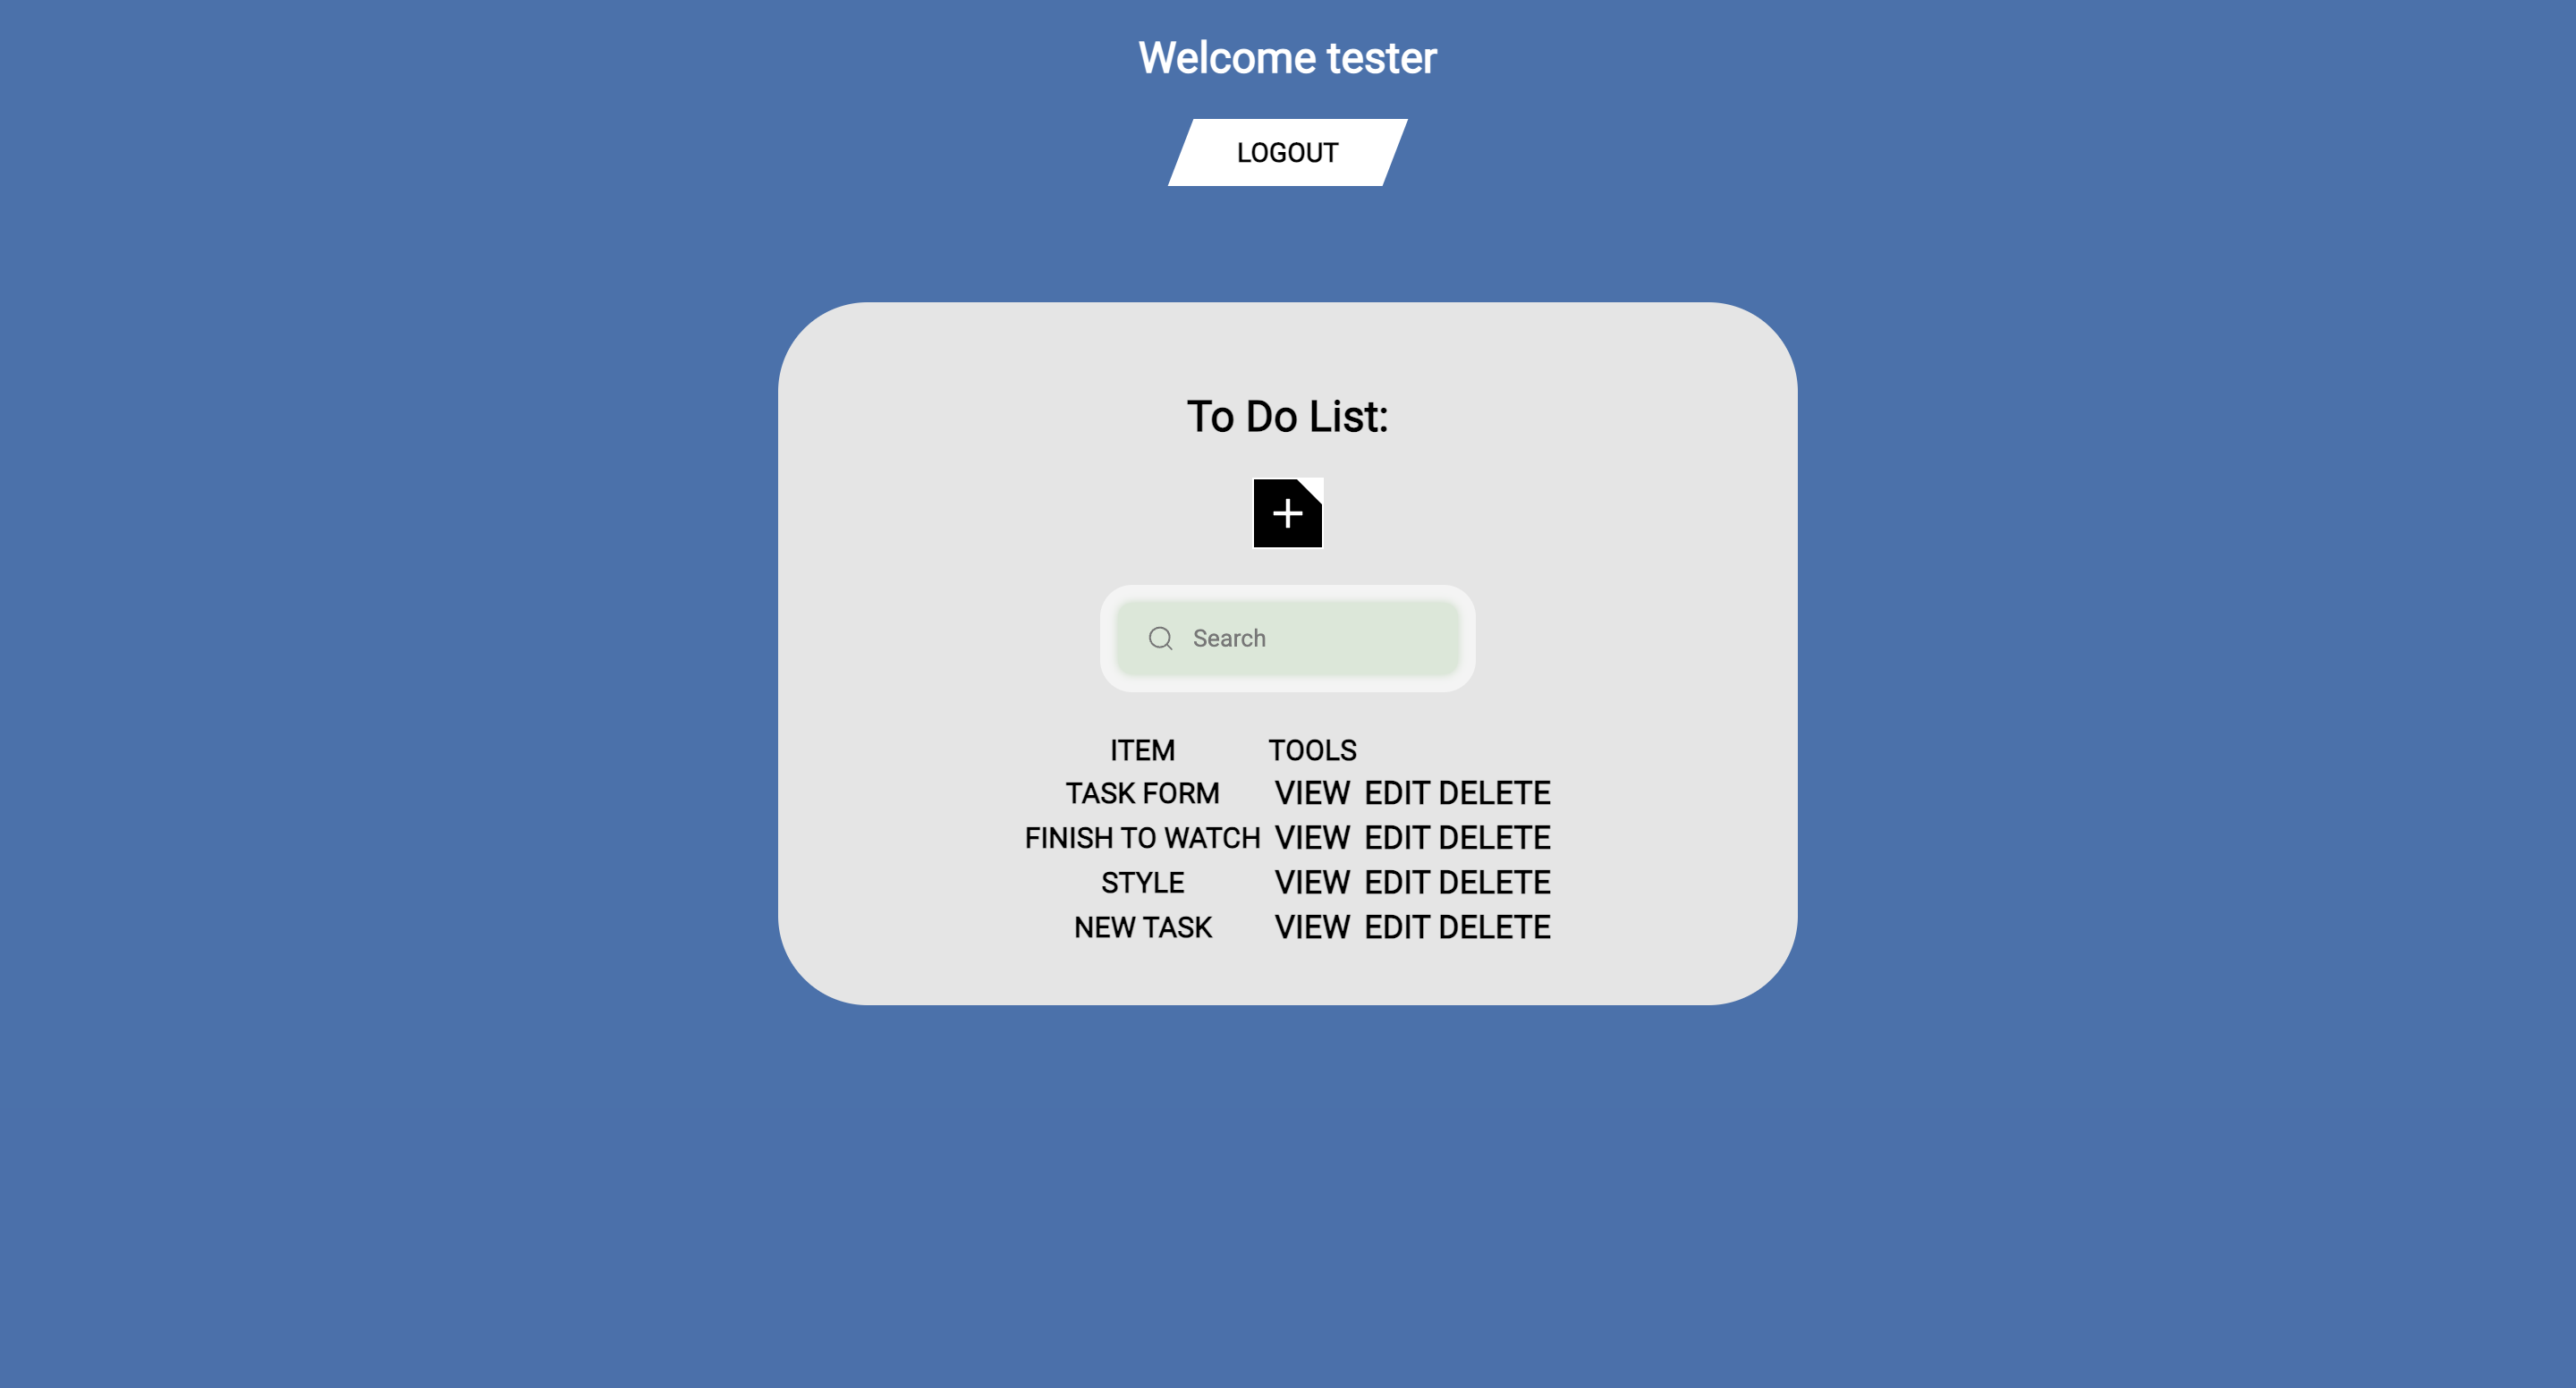 Welcome tester
LOGOUT
To Do List:
+
Search
ITEM TOOLS
TASK FORM VIEW EDIT DELETE
FINISH TO WATCH VIEW EDIT DELETE
STYLE VIEW EDIT DELETE
NEW TASK VIEW EDIT DELETE